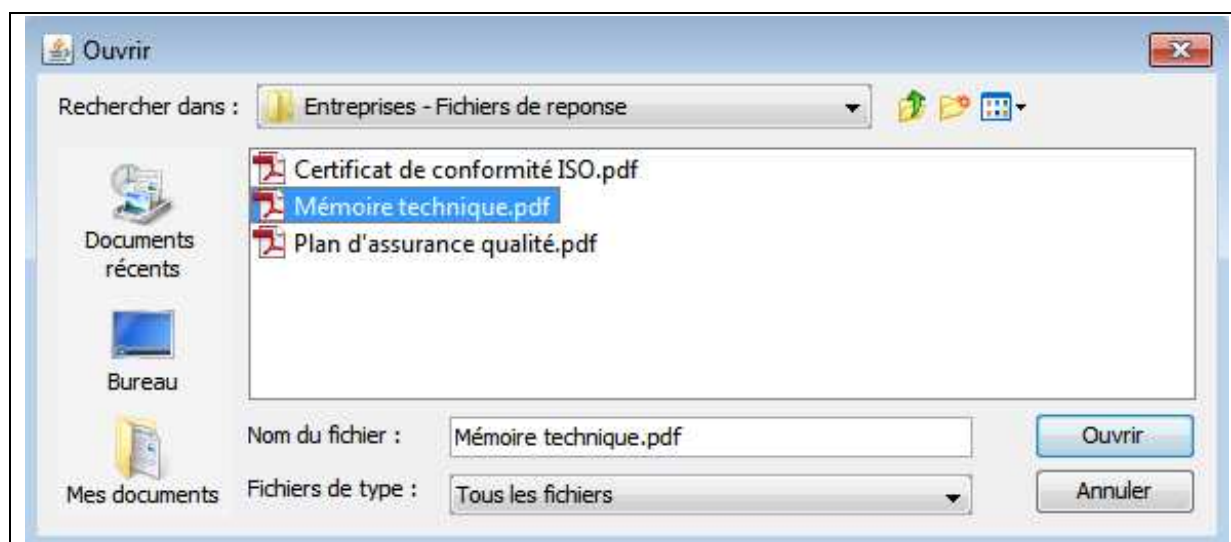 Ouvrir
Rechercher dans :
Entreprises - Fichiers de reponse
Certificat de conformité ISO.pdf
Mémoire technique.pdf
Plan d'assurance qualité.pdf
Documents
récents
Bureau
Mes documents
Nom du fichier :
Mémoire technique.pdf
Ouvrir
Fichiers de type :
Tous les fichiers
Annuler